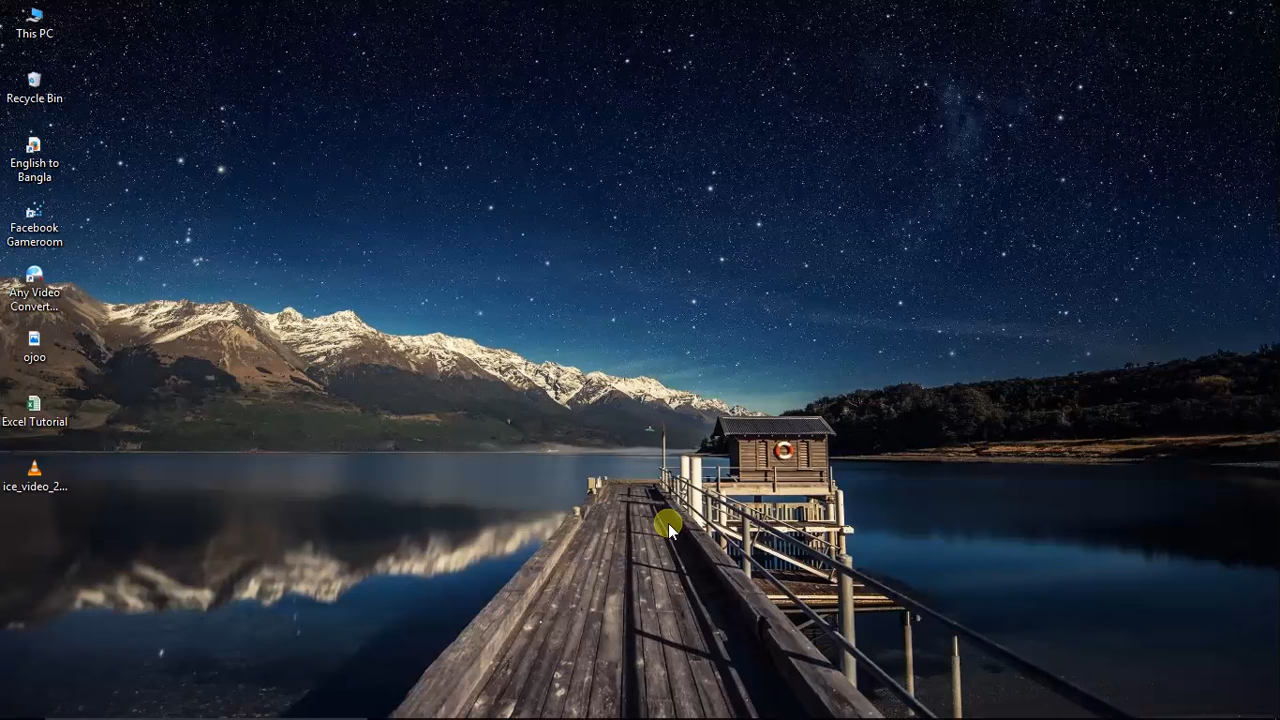 This PC
Recycle Bin
English to
Bangla
Facebook
Gameroom
Any Video
Convert...
ojoo
Excel Tutorial
ice_video_2...